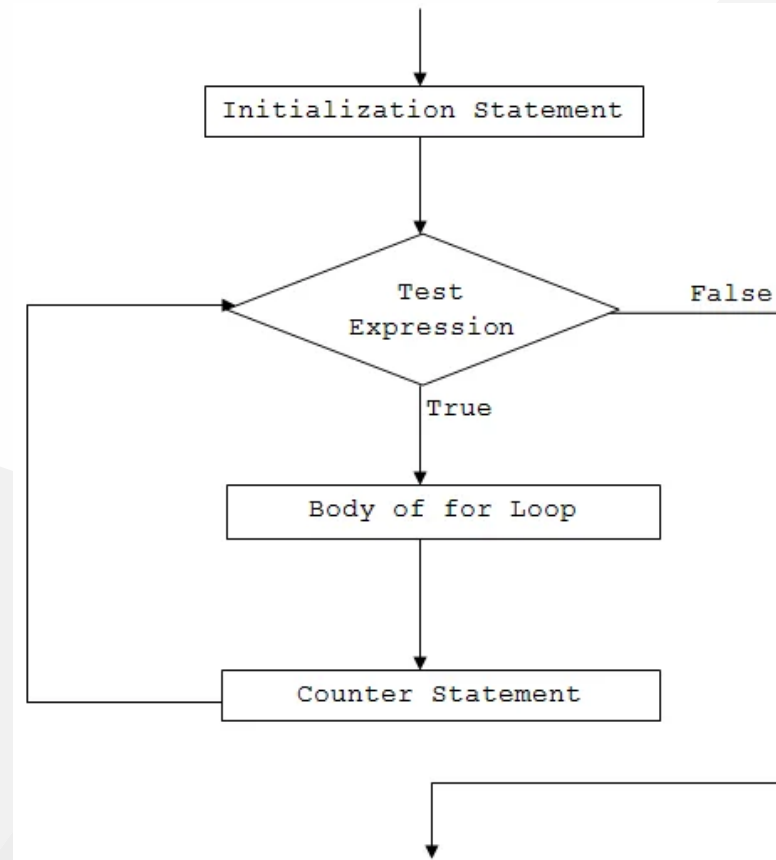 Initialization Statement
Test
Expression
False
True
Body of for Loop
Counter Statement